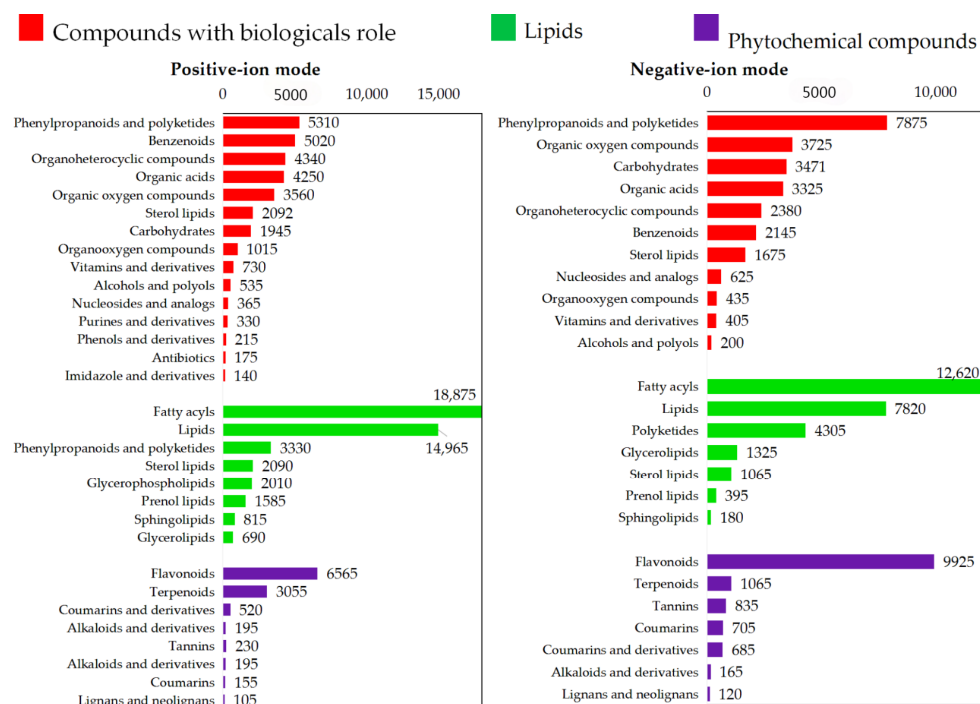 Compounds with biologicals role
Lipids
Phytochemical compounds
Positive-ion mode
0 5000 10,000 15,000
Phenylpropanoids and polyketides 5310
Benzenoids 5020
Organoheterocyclic compounds 4340
Organic acids 4250
Organic oxygen compounds 3560
Sterol lipids 2092
Carbohydrates 1945
Organooxygen compounds 1015
Vitamins and derivatives 730
Alcohols and polyols 535
Nucleosides and analogs 365
Purines and derivatives 330
Phenols and derivatives 215
Antibiotics 175
Imidazole and derivatives 140
18,875
Fatty acyls
Lipids
14,965
Phenylpropanoids and polyketides 3330
Sterol lipids 2090
Glycerophospholipids 2010
Prenol lipids 1585
Sphingolipids 815
Glycerolipids 690
Flavonoids 6565
Terpenoids 3055
Coumarins and derivatives 520
Alkaloids and derivatives 195
Tannins 230
Alkaloids and derivatives 195
Coumarins 155
Lignans and neolignans 105
Negative-ion mode
0 5000 10,000
Phenylpropanoids and polyketides 7875
Organic oxygen compounds 3725
Carbohydrates 3471
Organic acids 3325
Organoheterocyclic compounds 2380
Benzenoids 2145
Sterol lipids 1675
Nucleosides and analogs 625
Organooxygen compounds 435
Vitamins and derivatives 405
Alcohols and polyols 200
12,620
Fatty acyls
Lipids 7820
Polyketides 4305
Glycerolipids 1325
Sterol lipids 1065
Prenol lipids 395
Sphingolipids 180
Flavonoids 9925
Terpenoids 1065
Tannins 835
Coumarins 705
Coumarins and derivatives 685
Alkaloids and derivatives 165
Lignans and neolignans 120